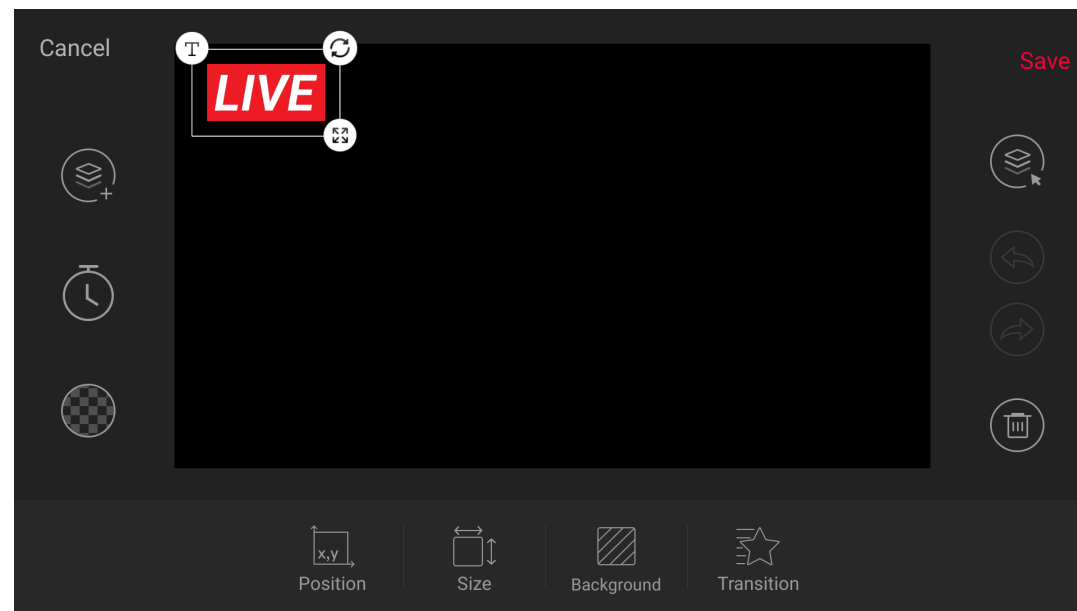 Cancel
T
LIVE
Save
x,y
Position
Size
Background
Transition